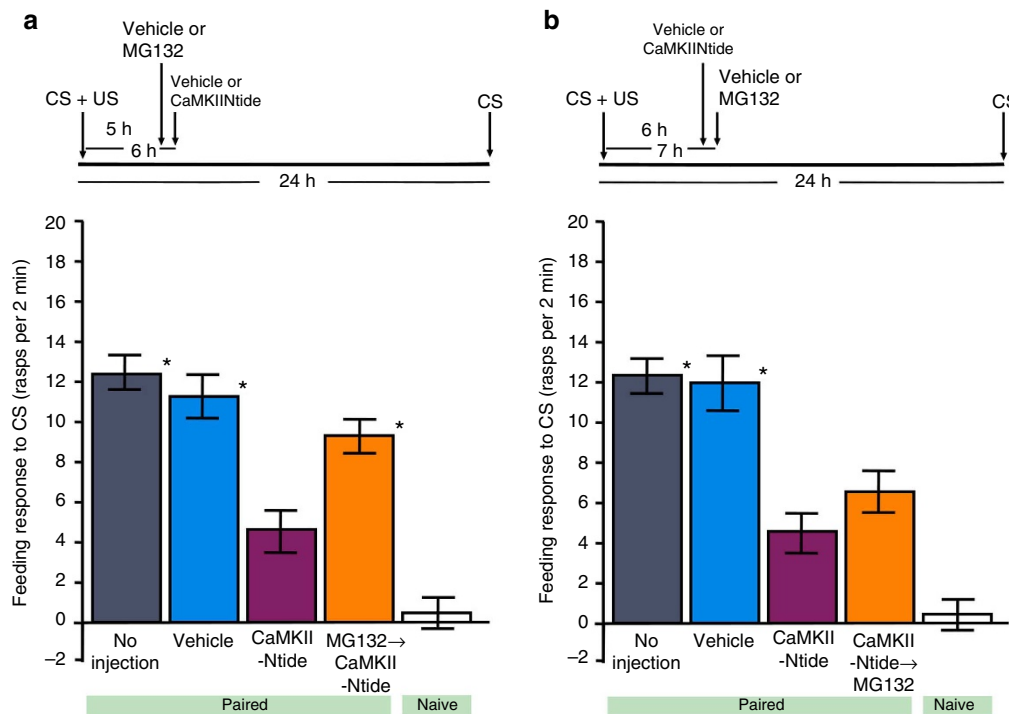 a
Vehicle or
MG132
Vehicle or
CaMKIINtide
CS + US
CS
5 h
6 h
24 h
Feeding response to CS (rasps per 2 min)
20
18
16
14
12
10
8
6
4
2
0
–2
*
*
*
No
injection
Vehicle
CaMKII
-Ntide
MG132→
CaMKII
-Ntide
Paired
Naive
b
Vehicle or
CaMKIINtide
Vehicle or
MG132
CS + US
CS
6 h
7 h
24 h
Feeding response to CS (rasps per 2 min)
20
18
16
14
12
10
8
6
4
2
0
–2
*
*
No
injection
Vehicle
CaMKII
-Ntide
CaMKII
-Ntide→
MG132
Paired
Naive